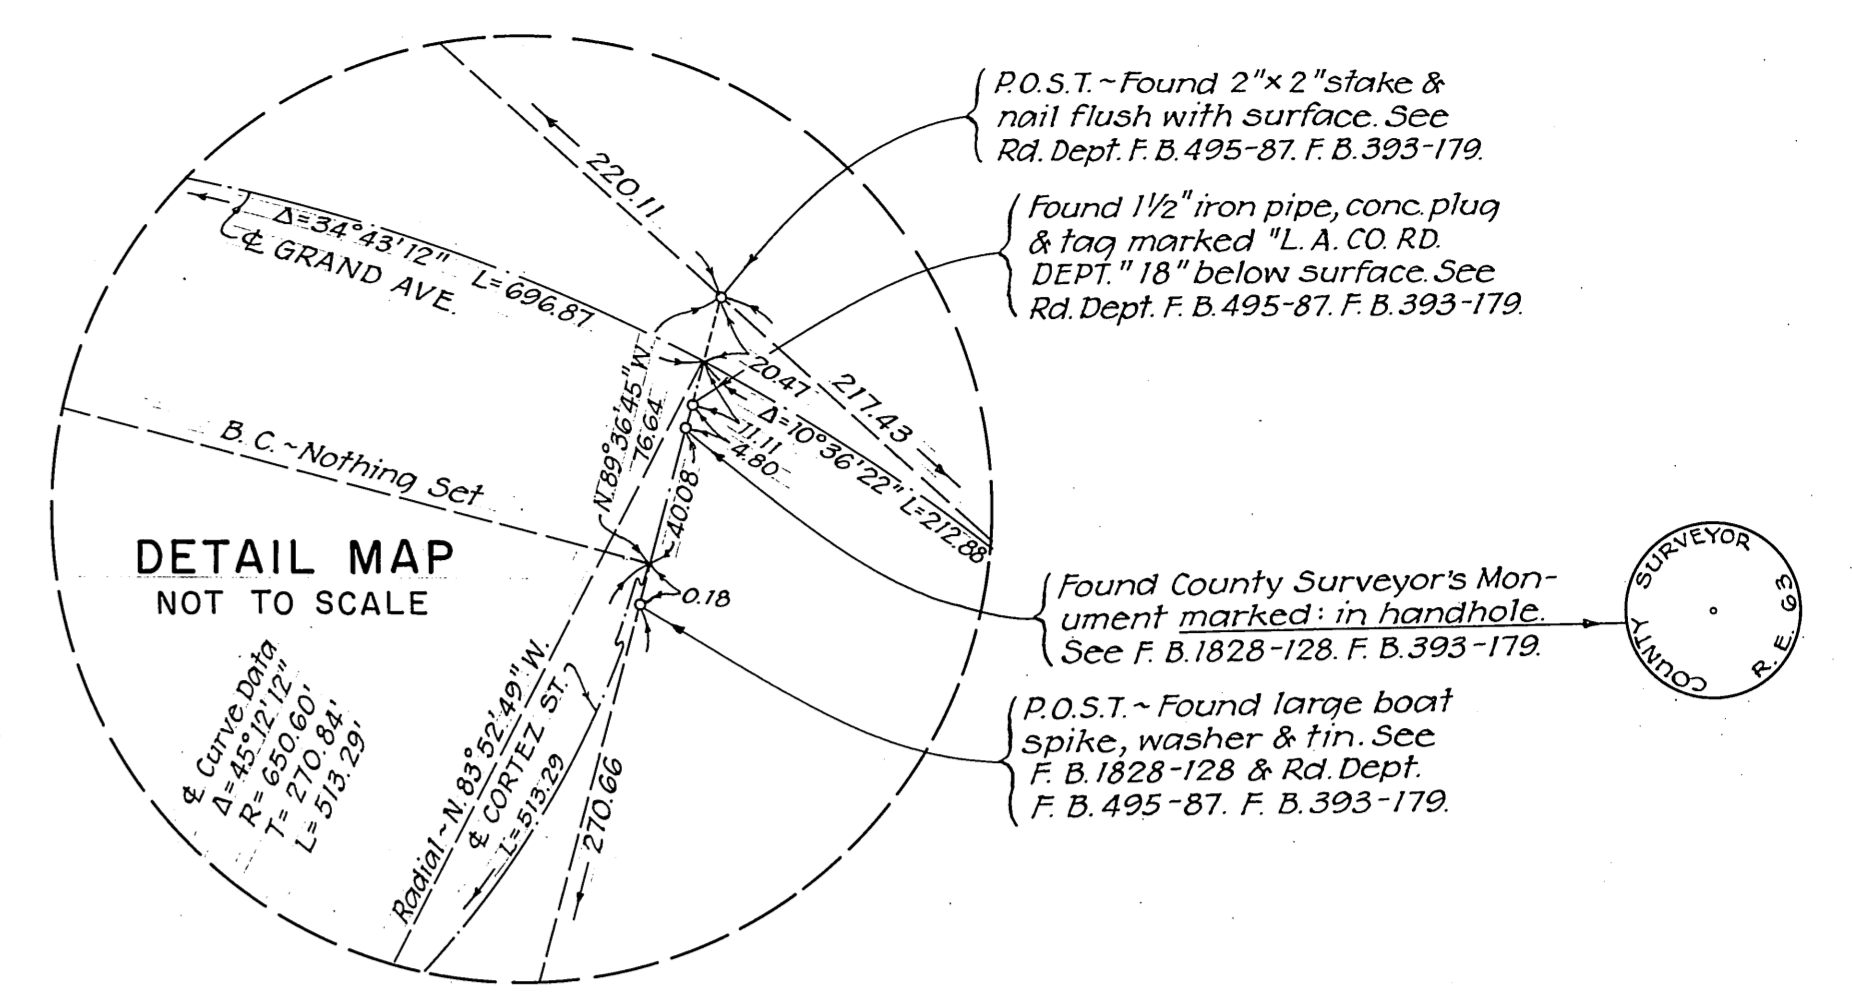 P.O.S.T. ~ Found 2" x 2" stake &
nail flush with surface. See
Rd. Dept. F. B. 495-87. F. B. 393-179.
Found 1½" iron pipe, conc. plug
& tag marked "L. A. CO. RD.
DEPT." 18" below surface. See
Rd. Dept. F. B. 495-87. F. B. 393-179.
220.11
Δ=34°43'12" L=696.87
℄ GRAND AVE.
N. 89°36'45" W.
76.64
20.47
217.43
Δ=10°36'22" L=212.88
11.11
4.80
40.08
B. C. ~ Nothing Set
0.18
DETAIL MAP
NOT TO SCALE
Found County Surveyor's Mon-
ument marked: in handhole.
See F. B. 1828-128. F. B. 393-179.
COUNTY SURVEYOR
R. E. 63
P.O.S.T. ~ Found large boat
spike, washer & tin. See
F. B. 1828-128 & Rd. Dept.
F. B. 495-87. F. B. 393-179.
℄ Curve Data
Δ=45°12'12"
R=650.60'
T=270.84'
L=513.29'
Radial ~ N. 83°52'49" W.
℄ CORTEZ ST.
L=513.29
270.66